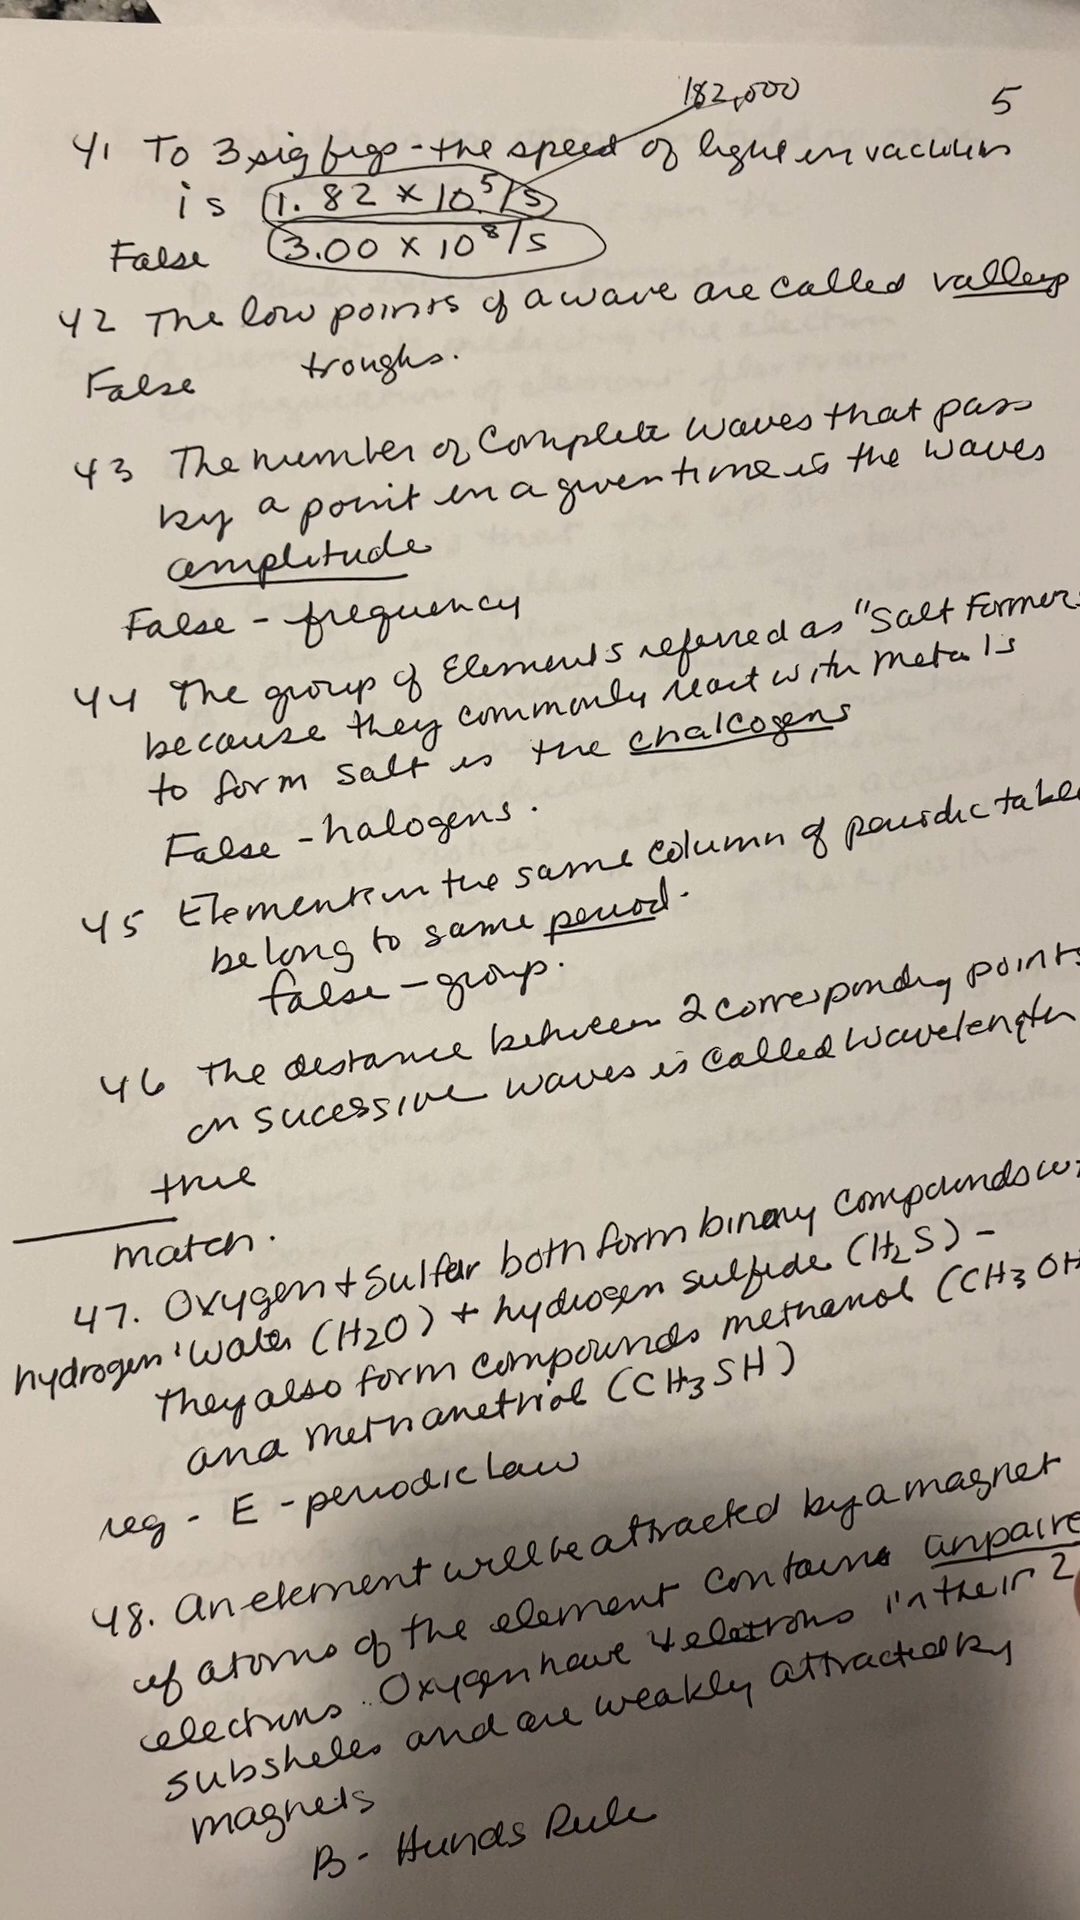 182,000
5
41 To 3 sig figs - the speed of light in vacuum
is 1.82 x 10^5/s
False 3.00 x 10^8/s
42 The low points of a wave are called valleys
False troughs.
43 The number of Complete waves that pass
by a point in a given time is the waves
amplitude
False - frequency
44 The group of Elements referred as "Salt Formers
because they commonly react with metals
to form salt is the chalcogens
False - halogens.
45 Element in the same column of periodic table
belong to same period.
false - group.
46 The distance between 2 corresponding points
on sucessive waves is called wavelength
true
match.
47. Oxygen + Sulfur both form binary compounds w
hydrogen water (H2O) + hydrogen sulfide (H2S) -
They also form compounds methanol (CH3OH
and methanethiol (CH3SH)
reg - E - periodic Law
48. An element will be attracted by a magnet
if atoms of the element contains unpaire
electrons. Oxygen have 4 eletrons in their 2
subshells and are weakly attracted by
magnets
B - Hunds Rule